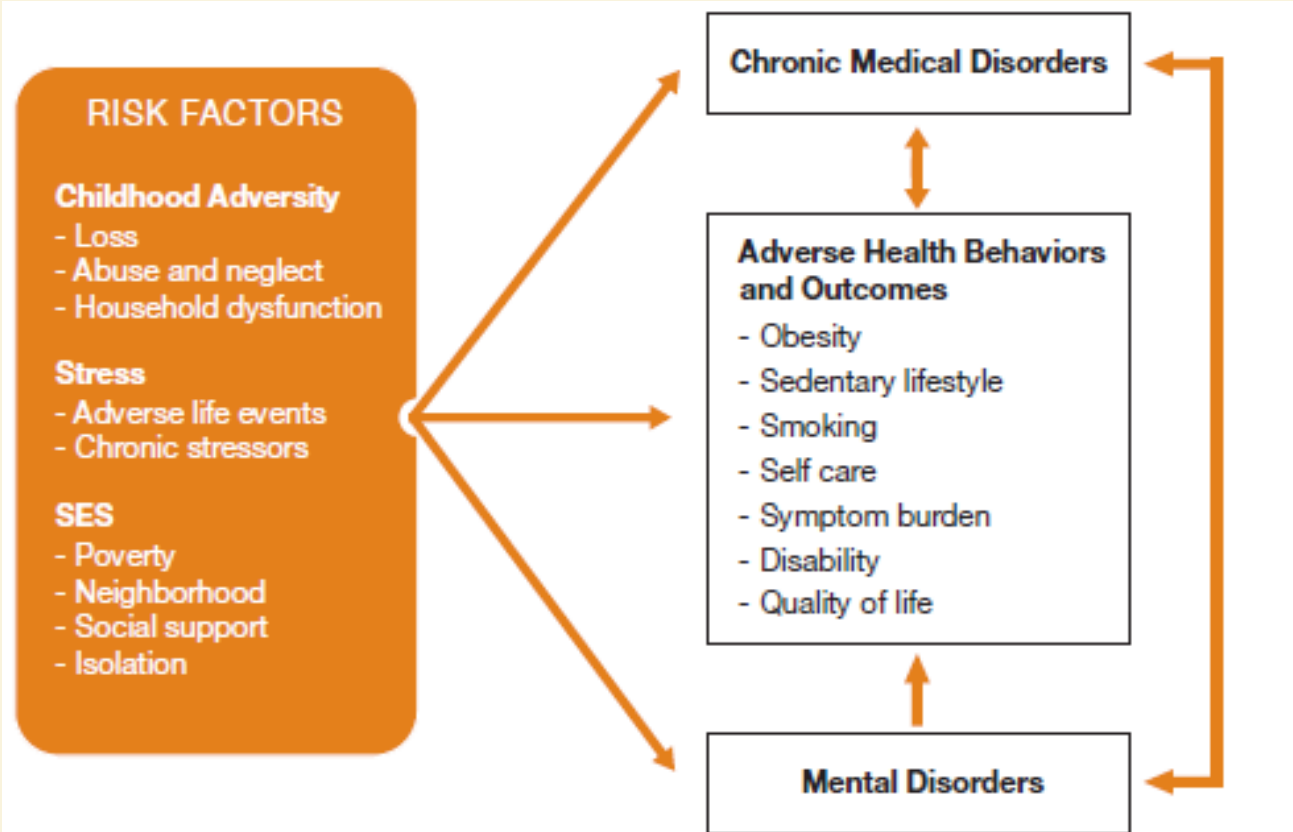 RISK FACTORS
Childhood Adversity
- Loss
- Abuse and neglect
- Household dysfunction
Stress
- Adverse life events
- Chronic stressors
SES
- Poverty
- Neighborhood
- Social support
- Isolation
Chronic Medical Disorders
Adverse Health Behaviors
and Outcomes
- Obesity
- Sedentary lifestyle
- Smoking
- Self care
- Symptom burden
- Disability
- Quality of life
Mental Disorders